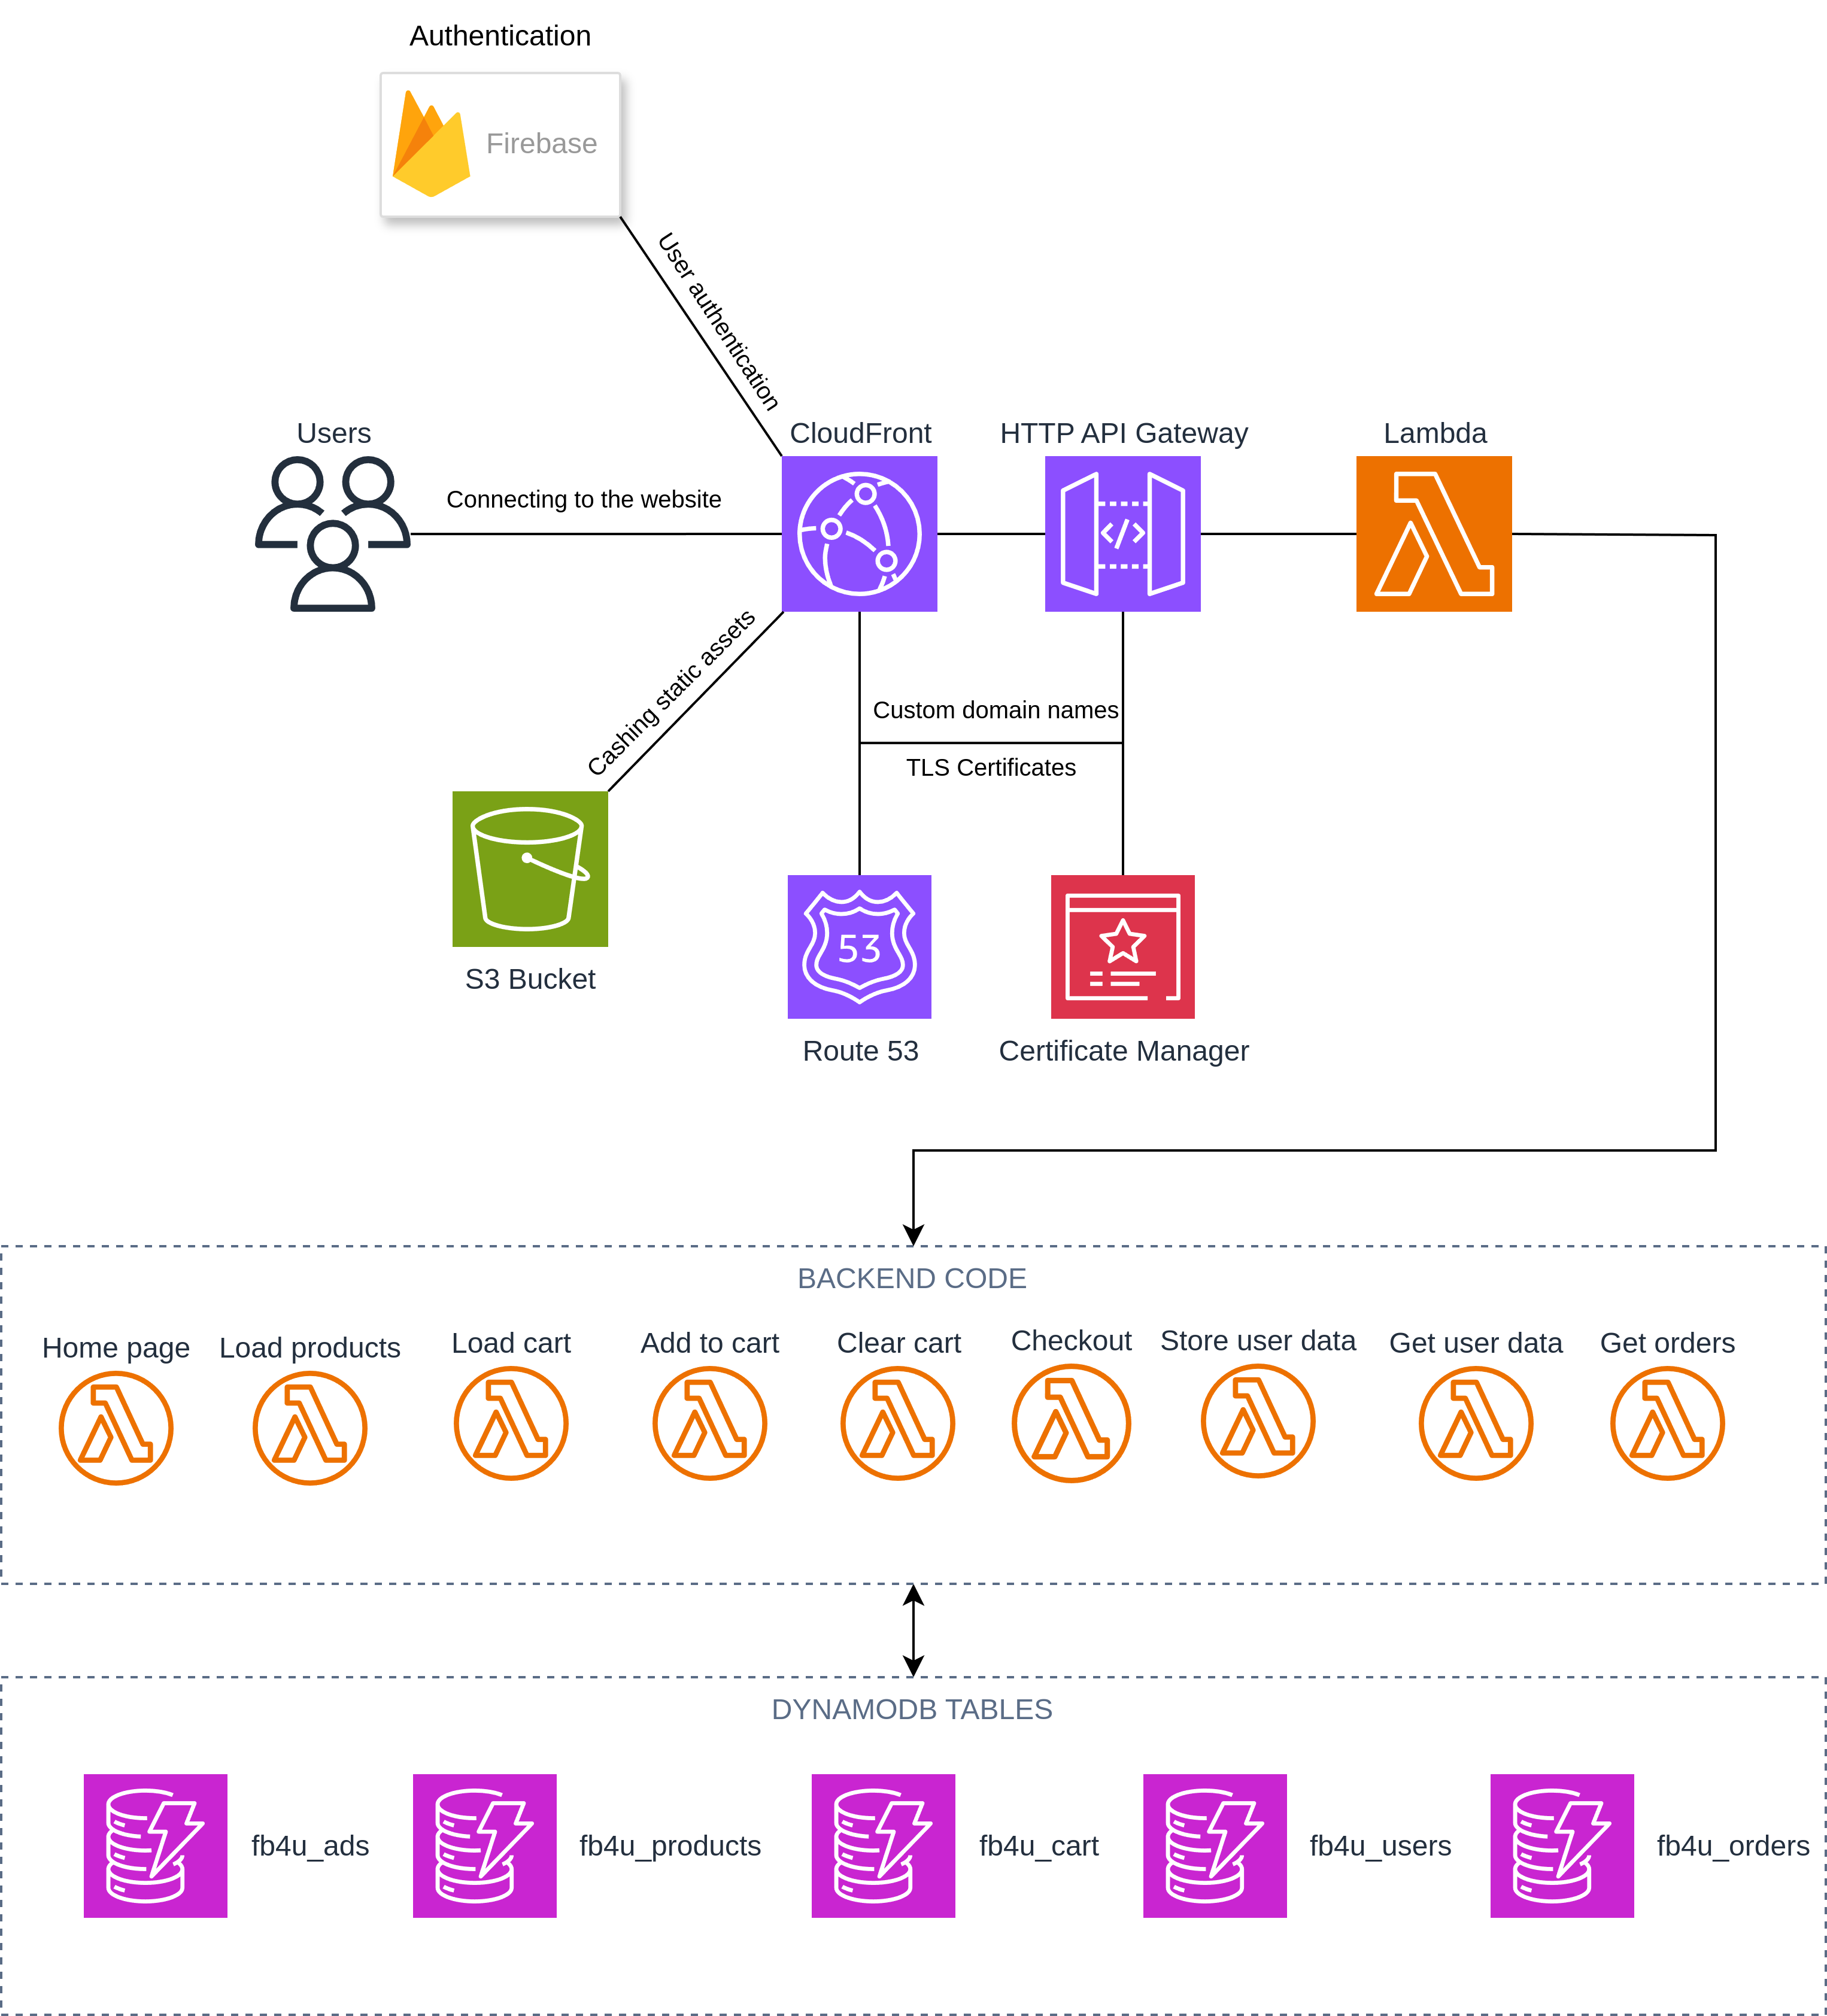 Authentication
Firebase
User authentication
Users
CloudFront
HTTP API Gateway
Lambda
Connecting to the website
Cashing static assets
Custom domain names
TLS Certificates
53
S3 Bucket
Route 53
Certificate Manager
BACKEND CODE
Home page
Load products
Load cart
Add to cart
Clear cart
Checkout
Store user data
Get user data
Get orders
DYNAMODB TABLES
fb4u_ads
fb4u_products
fb4u_cart
fb4u_users
fb4u_orders